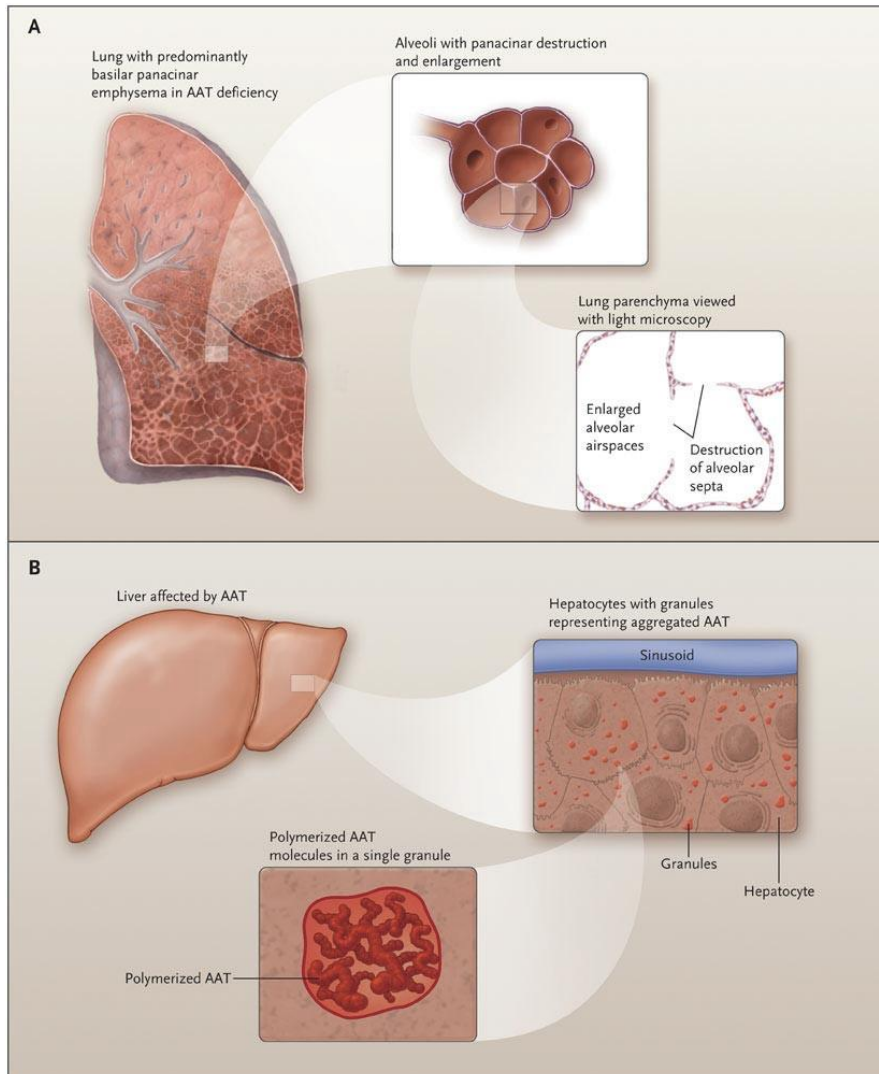 A
Lung with predominantly
basilar panacinar
emphysema in AAT deficiency
Alveoli with panacinar destruction
and enlargement
Lung parenchyma viewed
with light microscopy
Enlarged
alveolar
airspaces
Destruction
of alveolar
septa
B
Liver affected by AAT
Hepatocytes with granules
representing aggregated AAT
Sinusoid
Granules
Hepatocyte
Polymerized AAT
molecules in a single granule
Polymerized AAT